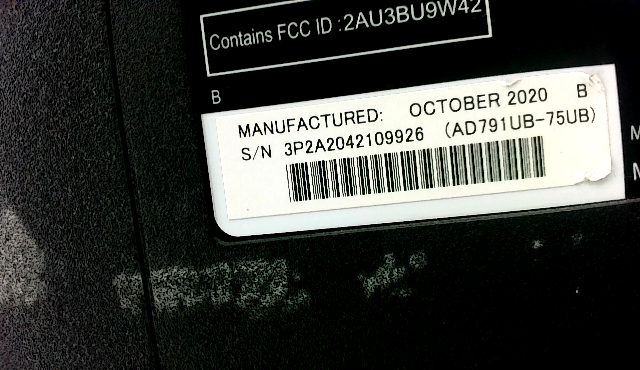 Contains FCC ID : 2AU3BU9W42
B
MANUFACTURED: OCTOBER 2020 B
S/N 3P2A2042109926 (AD791UB-75UB)
M
M